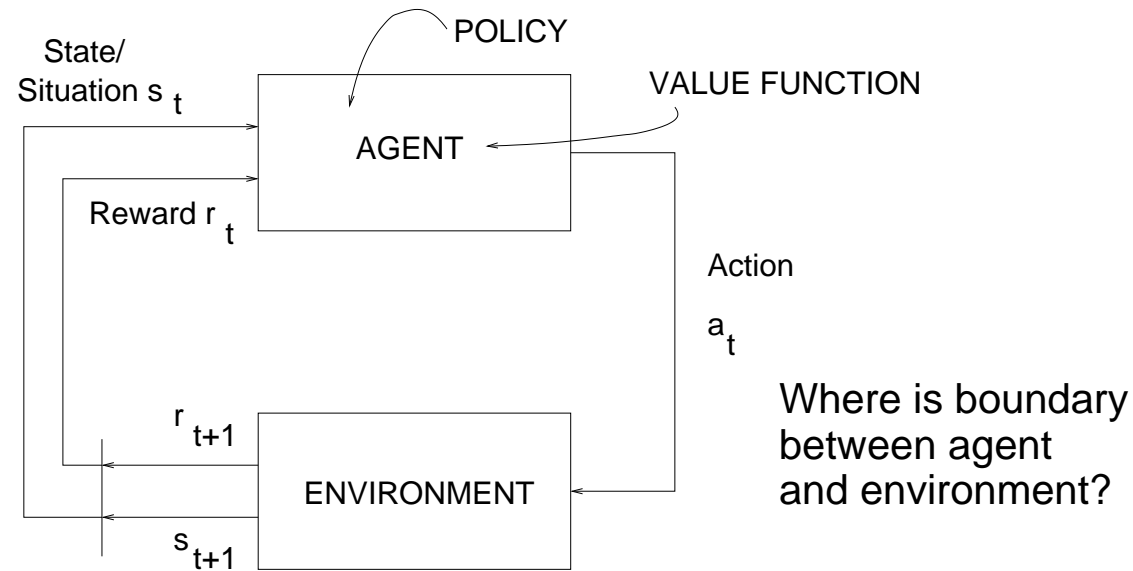 POLICY
State/
Situation s t
VALUE FUNCTION
AGENT
Reward r t
Action
a t
Where is boundary
between agent
and environment?
r t+1
ENVIRONMENT
s t+1